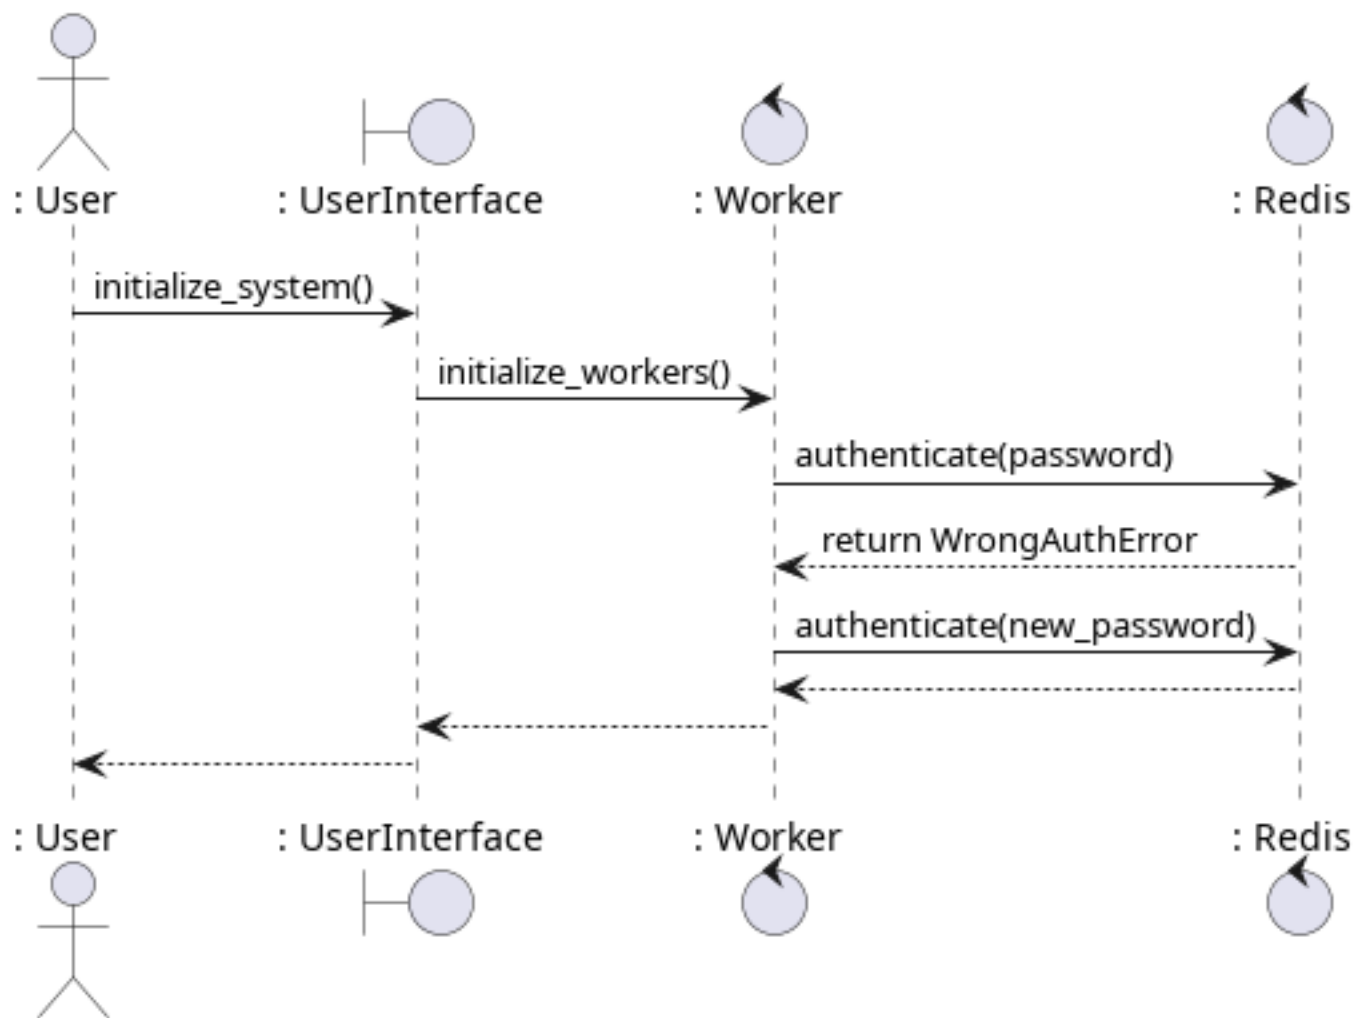 : User
: UserInterface
: Worker
: Redis
initialize_system()
initialize_workers()
authenticate(password)
return WrongAuthError
authenticate(new_password)
: User
: UserInterface
: Worker
: Redis